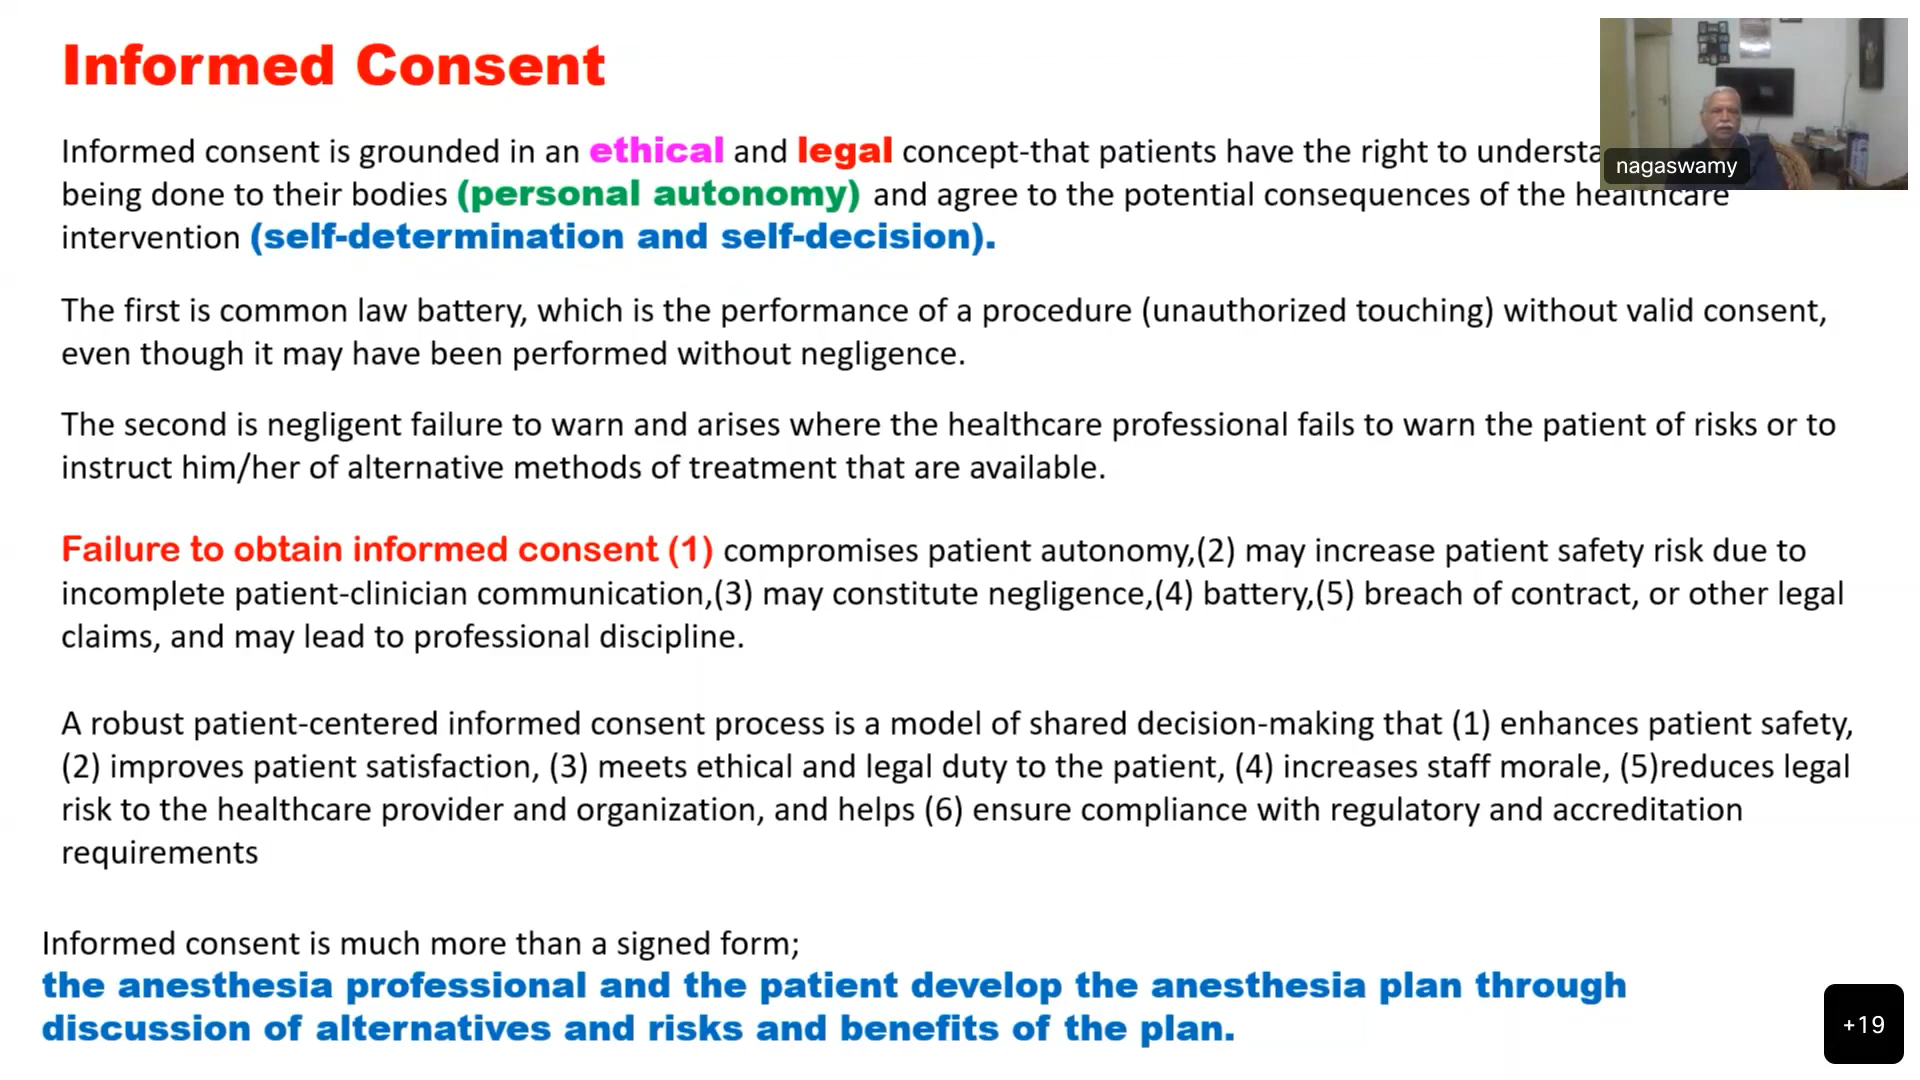 Informed Consent
Informed consent is grounded in an ethical and legal concept-that patients have the right to understa
being done to their bodies (personal autonomy) and agree to the potential consequences of the healthcare
intervention (self-determination and self-decision).
The first is common law battery, which is the performance of a procedure (unauthorized touching) without valid consent,
even though it may have been performed without negligence.
The second is negligent failure to warn and arises where the healthcare professional fails to warn the patient of risks or to
instruct him/her of alternative methods of treatment that are available.
Failure to obtain informed consent (1) compromises patient autonomy,(2) may increase patient safety risk due to
incomplete patient-clinician communication,(3) may constitute negligence,(4) battery,(5) breach of contract, or other legal
claims, and may lead to professional discipline.
A robust patient-centered informed consent process is a model of shared decision-making that (1) enhances patient safety,
(2) improves patient satisfaction, (3) meets ethical and legal duty to the patient, (4) increases staff morale, (5)reduces legal
risk to the healthcare provider and organization, and helps (6) ensure compliance with regulatory and accreditation
requirements
Informed consent is much more than a signed form;
the anesthesia professional and the patient develop the anesthesia plan through
discussion of alternatives and risks and benefits of the plan.
nagaswamy
+19